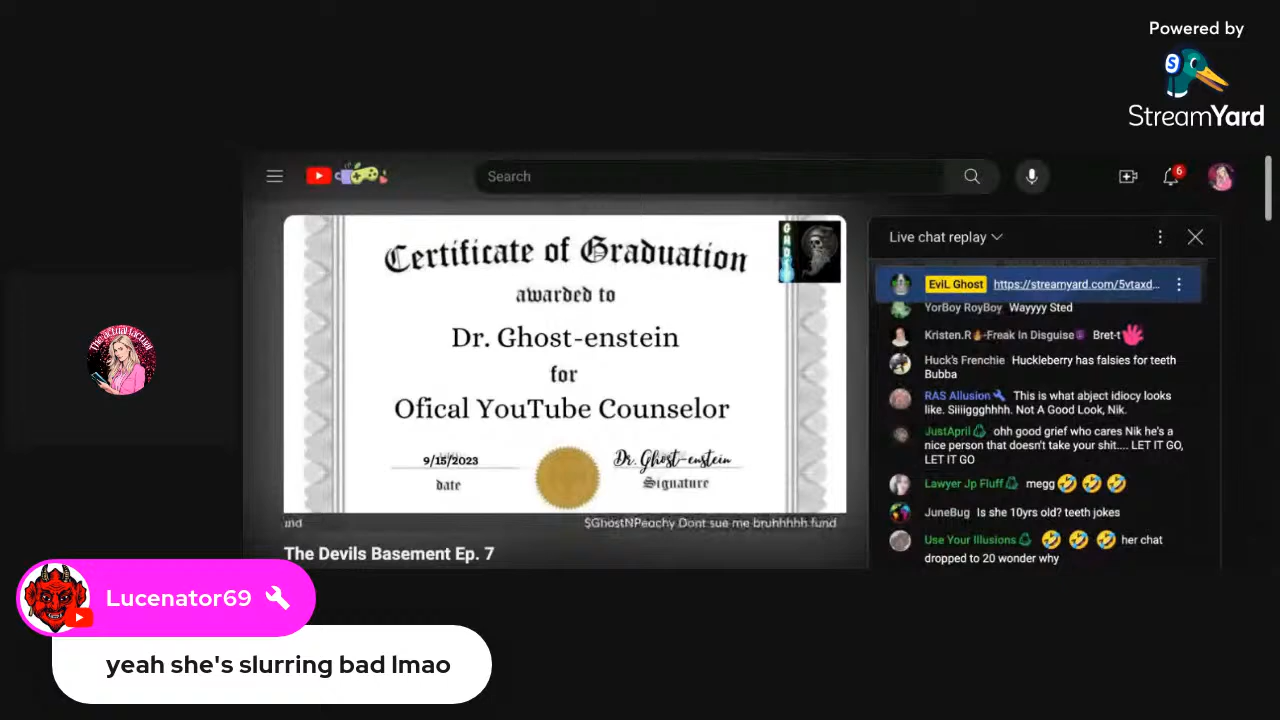 Powered by
StreamYard
Search
6
Certificate of Graduation
awarded to
Dr. Ghost-enstein
for
Ofical YouTube Counselor
9/15/2023
date
Dr. Ghost-enstein
Signature
und
$GhostNPeachy Dont sue me bruhhhhh fund
The Devils Basement Ep. 7
Live chat replay
EviL Ghost https://streamyard.com/5vtaxd...
YorBoy RoyBoy Wayyyy Sted
Kristen.R🔥-Freak In Disguise Bret-t
Huck's Frenchie Huckleberry has falsies for teeth
Bubba
RAS Allusion This is what abject idiocy looks
like. Siiiiggghhhh. Not A Good Look, Nik.
JustApril ohh good grief who cares Nik he's a
nice person that doesn't take your shit.... LET IT GO,
LET IT GO
Lawyer Jp Fluff megg 🤣 🤣 🤣
JuneBug Is she 10yrs old? teeth jokes
Use Your Illusions 🤣 🤣 🤣 her chat
dropped to 20 wonder why
The actual factual
Lucenator69
yeah she's slurring bad lmao